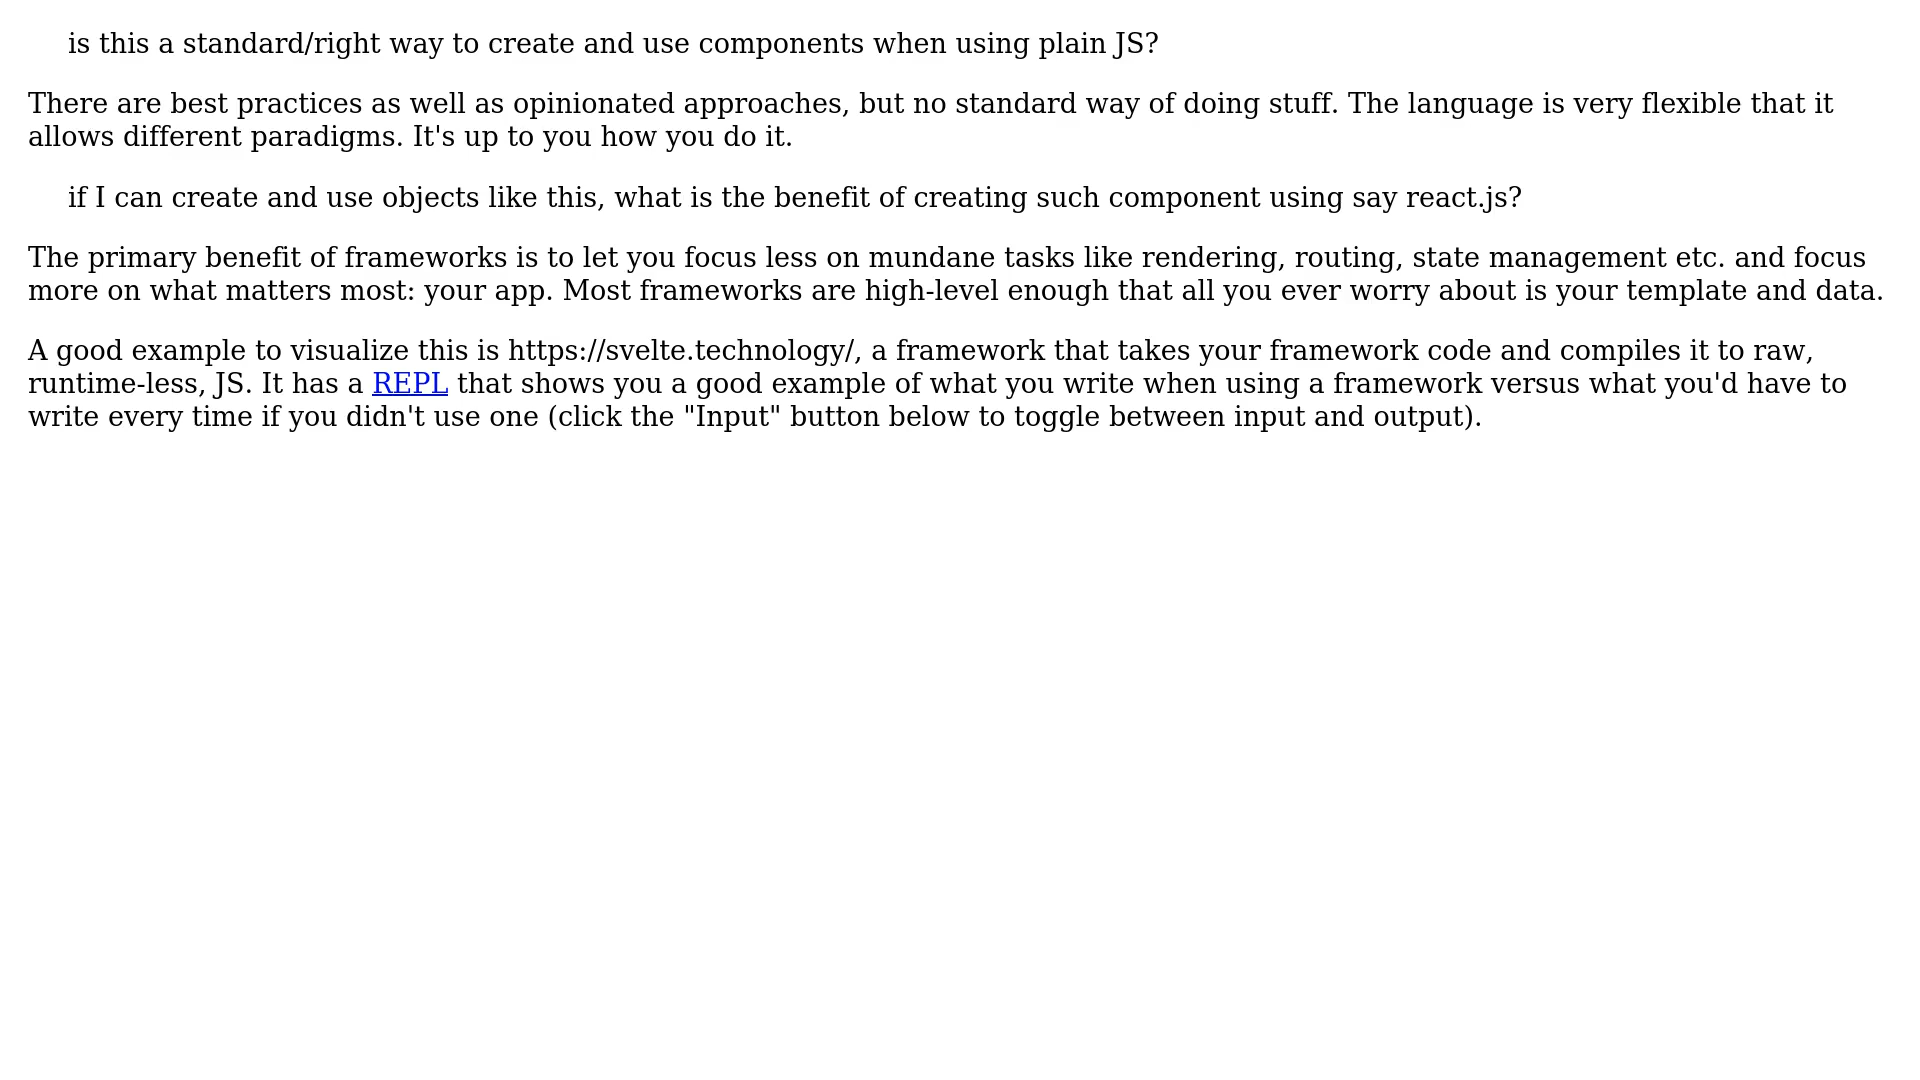 is this a standard/right way to create and use components when using plain JS?
There are best practices as well as opinionated approaches, but no standard way of doing stuff. The language is very flexible that it
allows different paradigms. It's up to you how you do it.
if I can create and use objects like this, what is the benefit of creating such component using say react.js?
The primary benefit of frameworks is to let you focus less on mundane tasks like rendering, routing, state management etc. and focus
more on what matters most: your app. Most frameworks are high-level enough that all you ever worry about is your template and data.
A good example to visualize this is https://svelte.technology/, a framework that takes your framework code and compiles it to raw,
runtime-less, JS. It has a REPL that shows you a good example of what you write when using a framework versus what you'd have to
write every time if you didn't use one (click the "Input" button below to toggle between input and output).